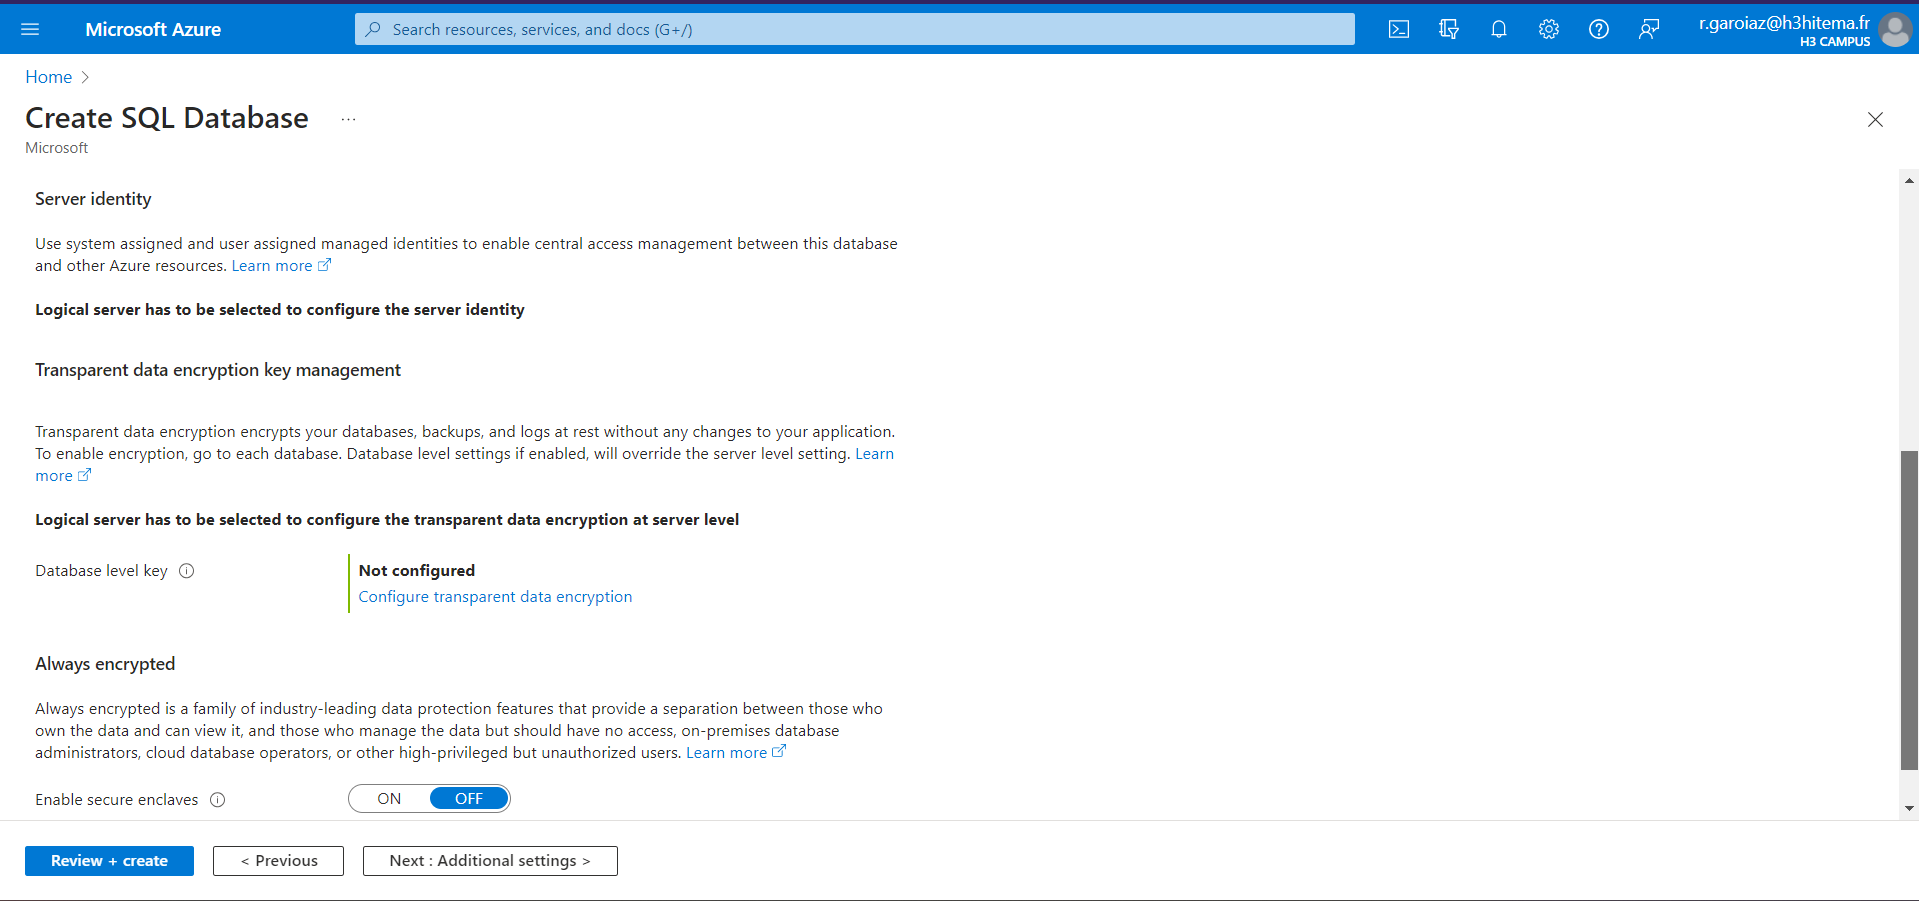 Microsoft Azure
Search resources, services, and docs (G+/)
r.garoiaz@h3hitema.fr
H3 CAMPUS
Home
Create SQL Database ...
Microsoft
Server identity
Use system assigned and user assigned managed identities to enable central access management between this database
and other Azure resources. Learn more
Logical server has to be selected to configure the server identity
Transparent data encryption key management
Transparent data encryption encrypts your databases, backups, and logs at rest without any changes to your application.
To enable encryption, go to each database. Database level settings if enabled, will override the server level setting. Learn
more
Logical server has to be selected to configure the transparent data encryption at server level
Database level key
Not configured
Configure transparent data encryption
Always encrypted
Always encrypted is a family of industry-leading data protection features that provide a separation between those who
own the data and can view it, and those who manage the data but should have no access, on-premises database
administrators, cloud database operators, or other high-privileged but unauthorized users. Learn more
Enable secure enclaves
ON OFF
Review + create
< Previous
Next : Additional settings >